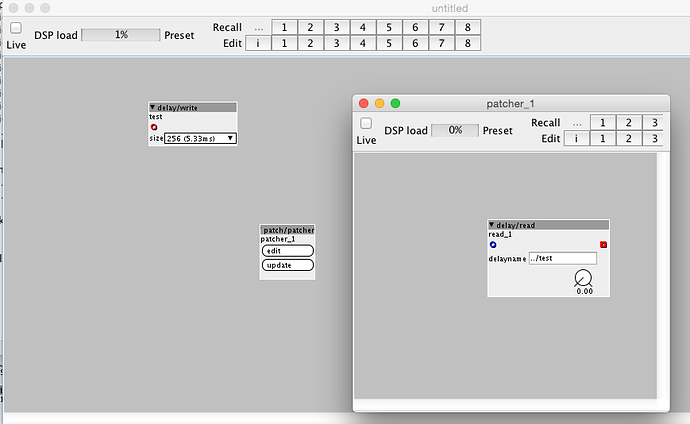 untitled
Live
DSP load 1% Preset
Recall ... 1 2 3 4 5 6 7 8
Edit i 1 2 3 4 5 6 7 8
▼ delay/write
test
size 256 (5.33ms) ▼
patch/patcher
patcher_1
edit
update
patcher_1
Live
DSP load 0% Preset
Recall ... 1 2 3
Edit i 1 2 3
▼ delay/read
read_1
delayname ../test
0.00